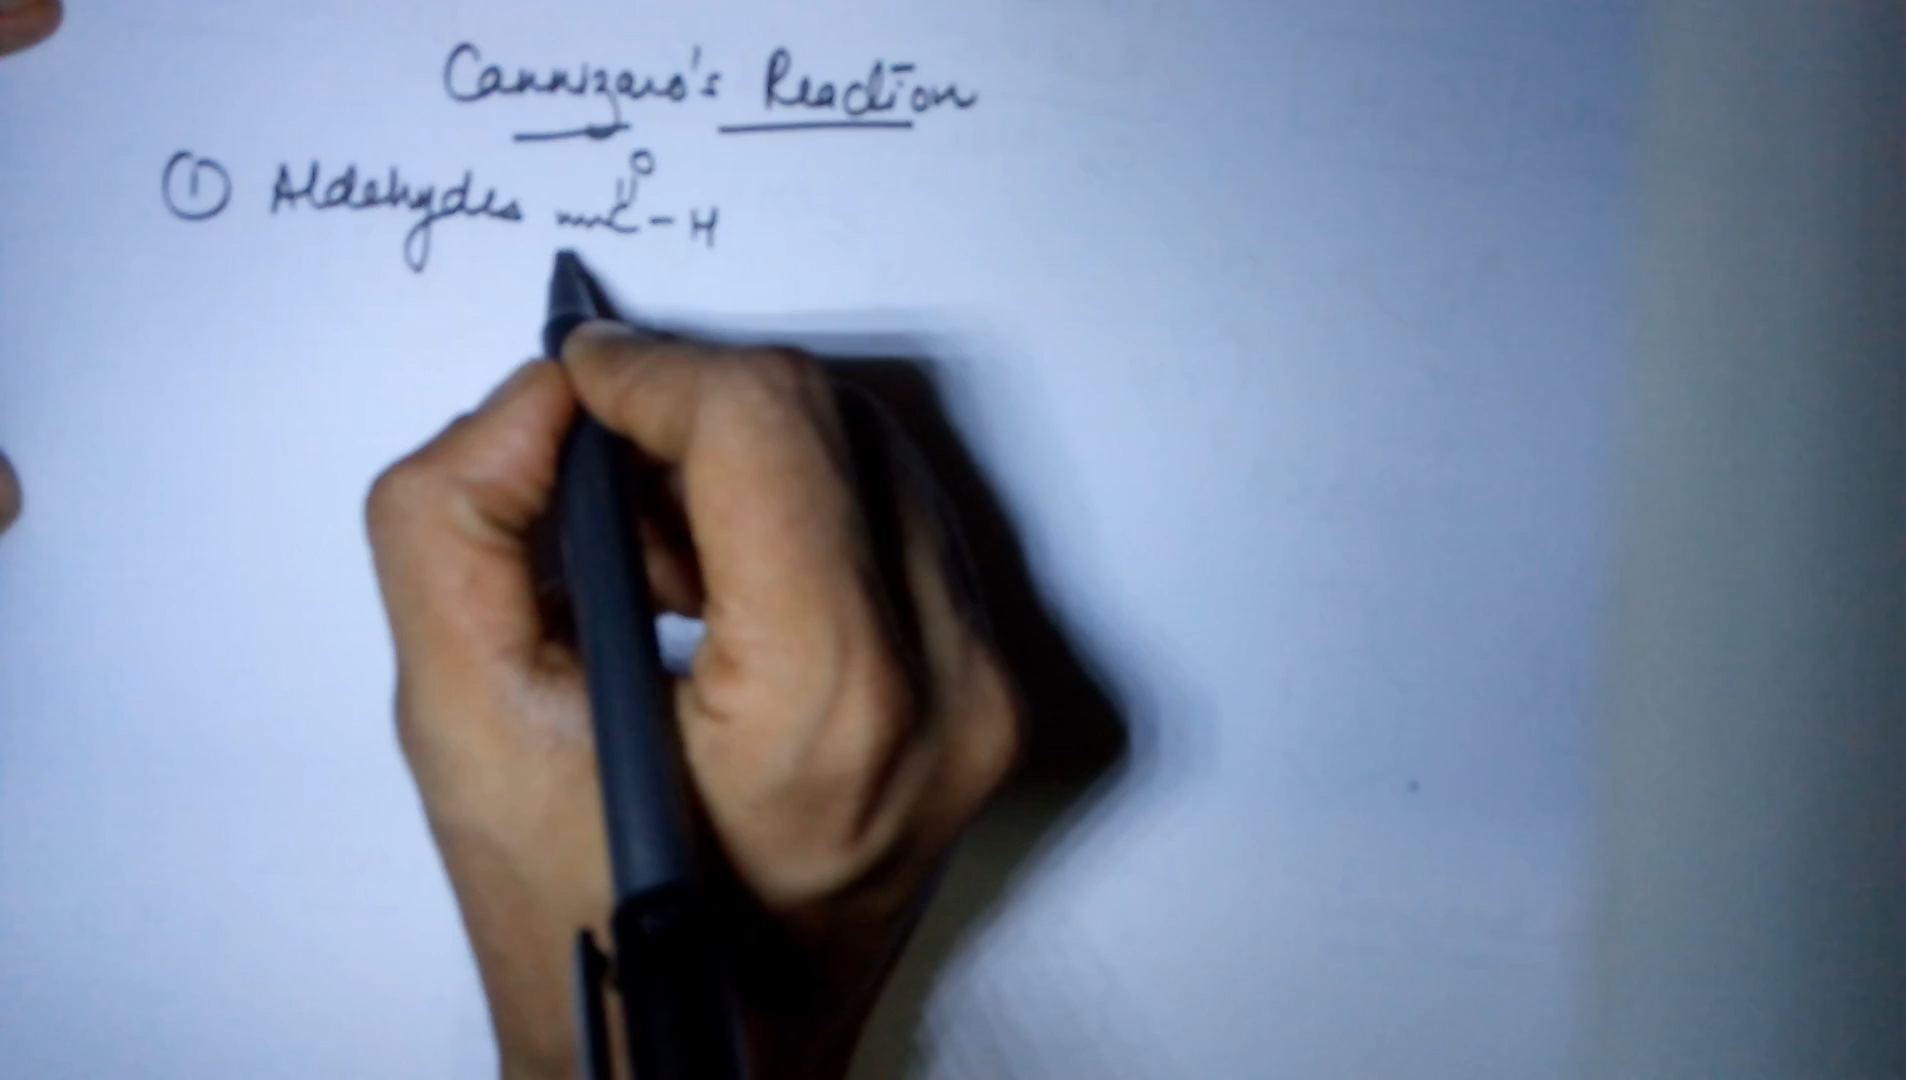 Cannizaro's Reaction
① Aldehydes ~~C-H
O
||